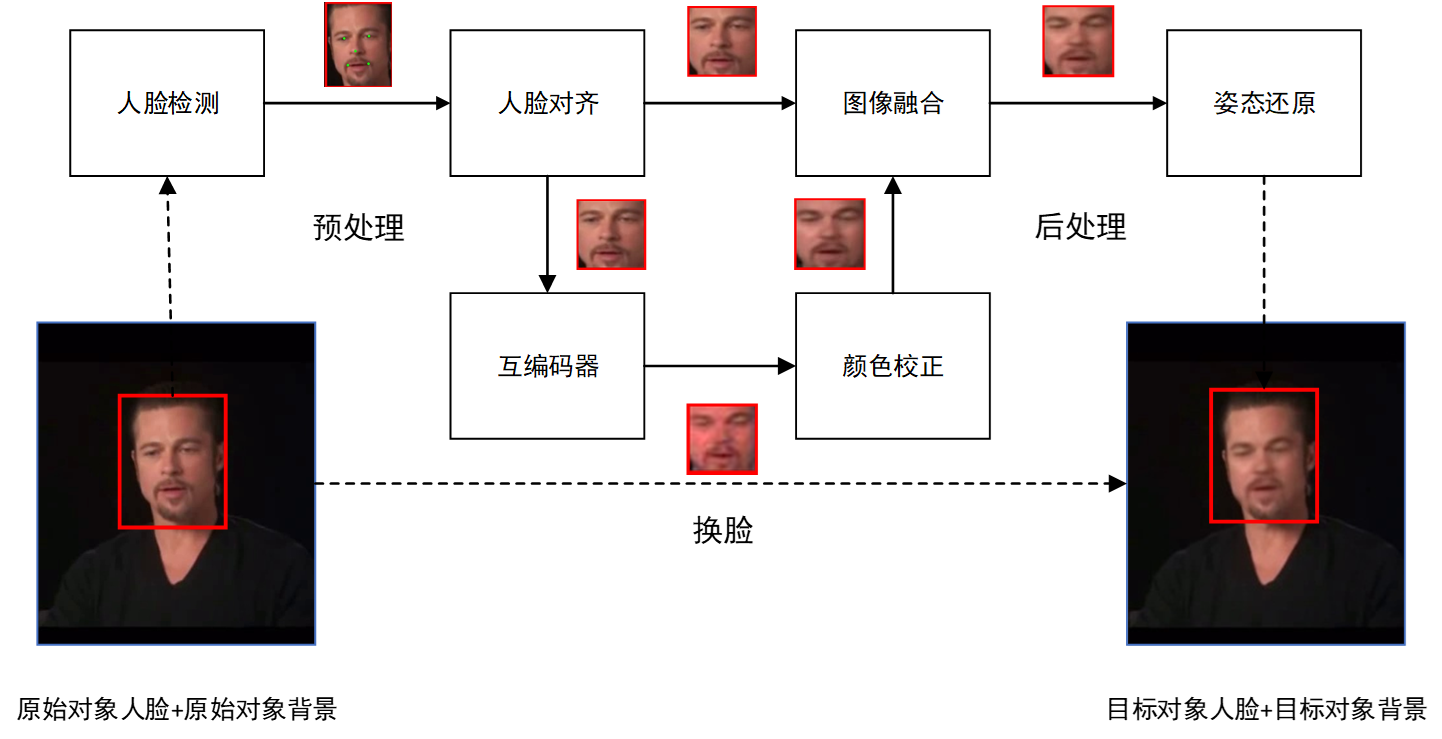 人脸检测
人脸对齐
图像融合
姿态还原
预处理
后处理
互编码器
颜色校正
换脸
原始对象人脸+原始对象背景
目标对象人脸+目标对象背景